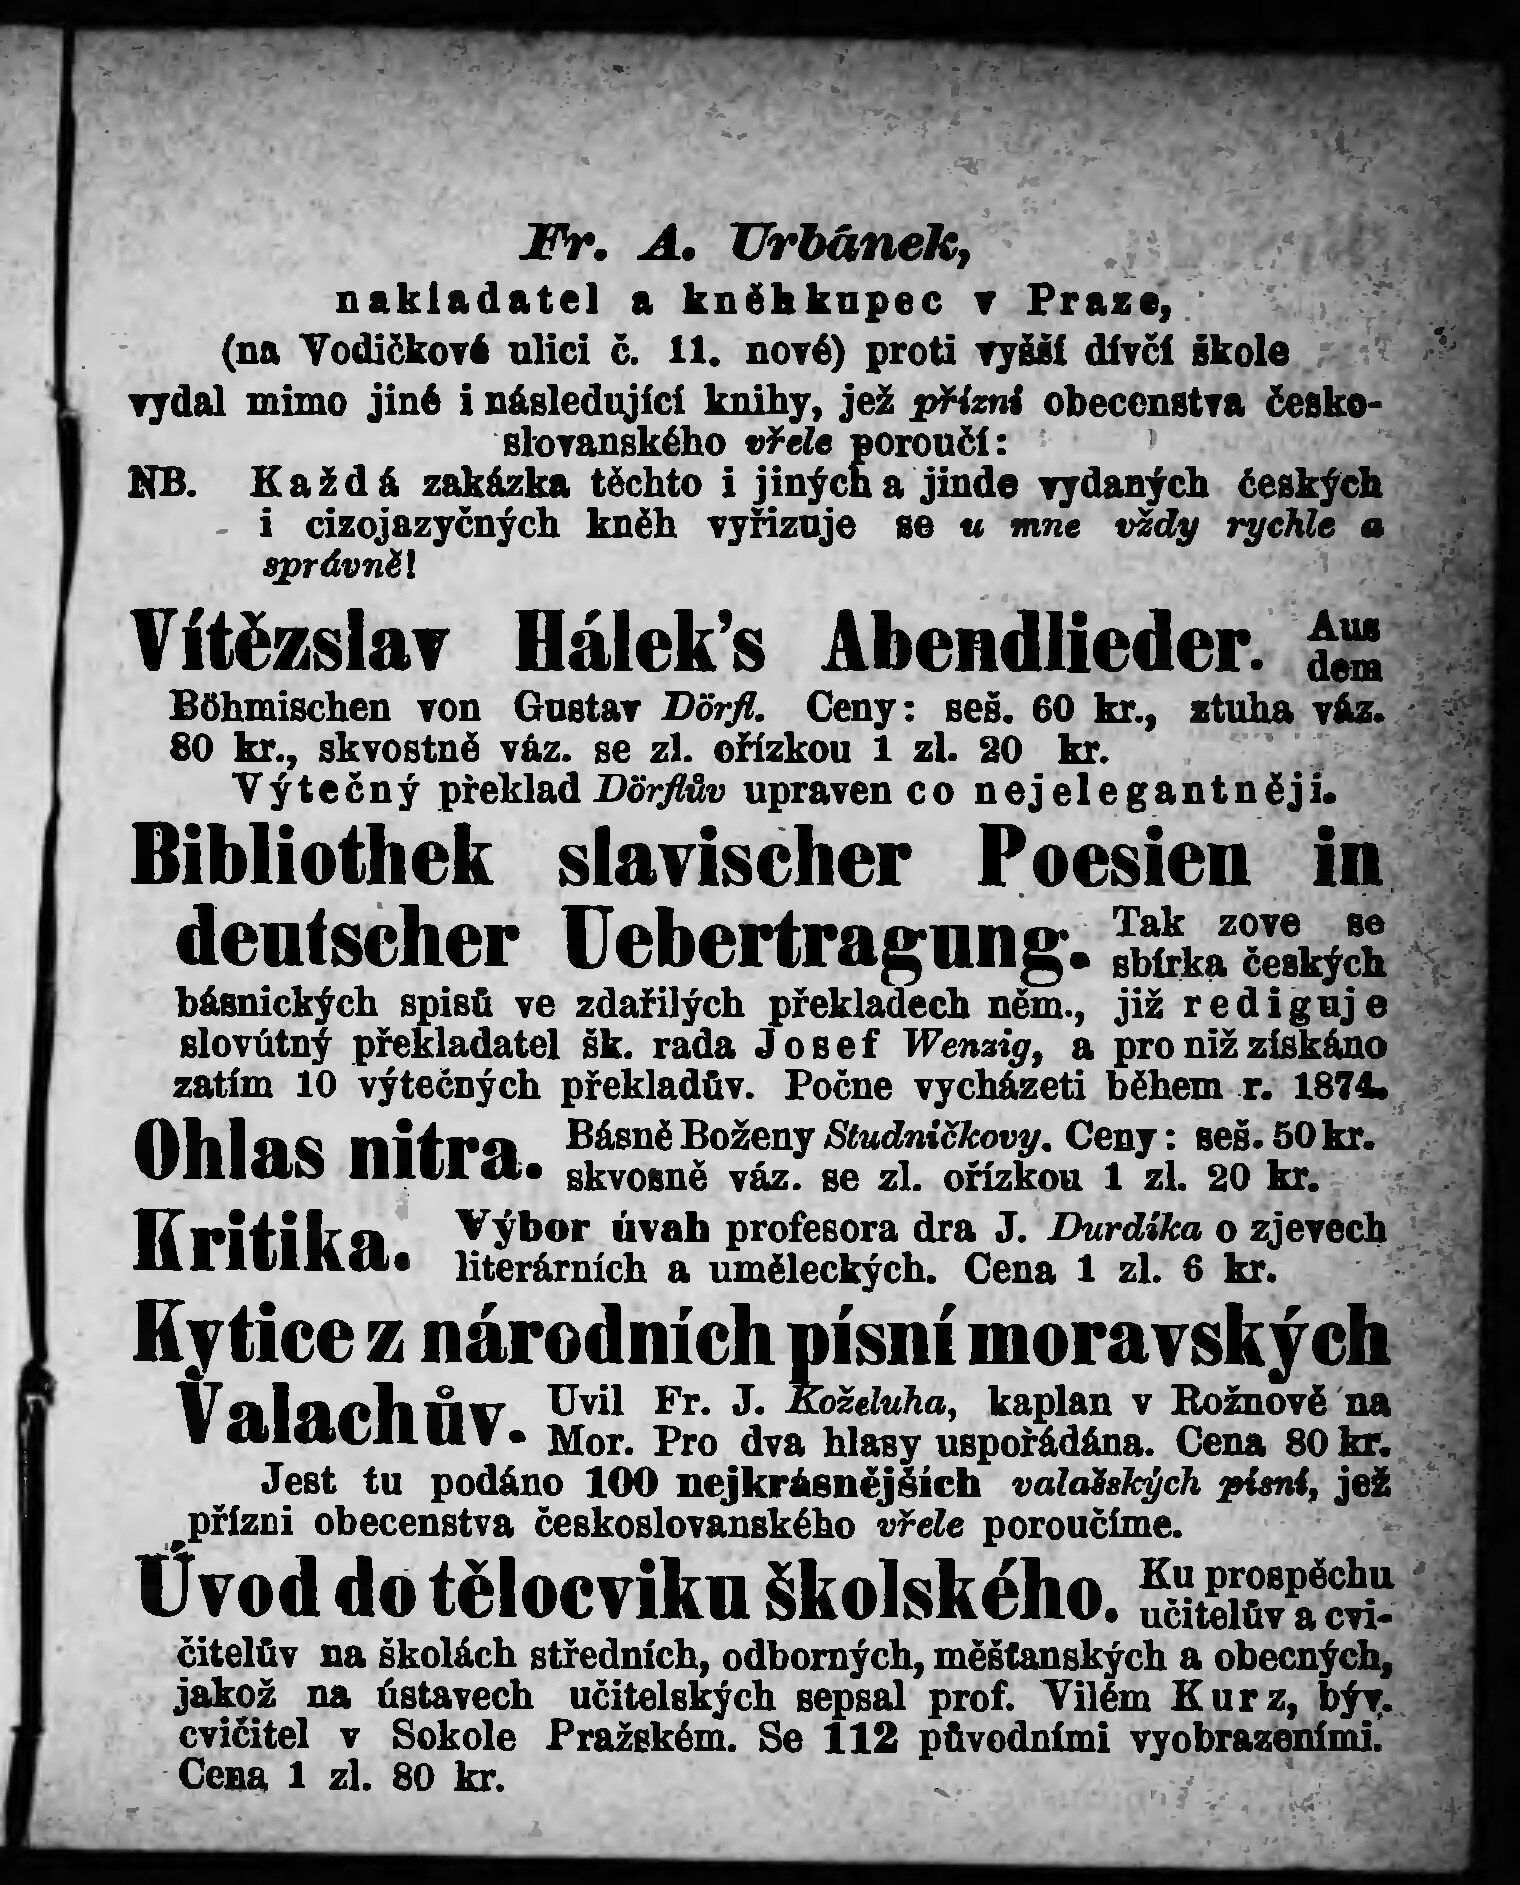 Fr. A. Urbánek,
nakladatel a kněhkupec v Praze,
(na Vodičkově ulici č. 11. nové) proti vyšší dívčí škole
vydal mimo jiné i následující knihy, jež přízni obecenstva česko-
slovanského vřele poroučí:
NB. Každá zakázka těchto i jiných a jinde vydaných českých
i cizojazyčných kněh vyřizuje se u mne vždy rychle a
správně!
Vítězslav Hálek's Abendlieder. Aus
dem
Böhmischen von Gustav Dörfl. Ceny: seš. 60 kr., ztuha váz.
80 kr., skvostně váz. se zl. ořízkou 1 zl. 20 kr.
Výtečný překlad Dörflův upraven co nejelegantněji.
Bibliothek slavischer Poesien in
deutscher Uebertragung. Tak zove se
sbírka českých
básnických spisů ve zdařilých překladech něm., již rediguje
slovútný překladatel šk. rada Josef Wenzig, a pro niž získáno
zatím 10 výtečných překladův. Počne vycházeti během r. 1874.
Ohlas nitra. Básně Boženy Studničkovy. Ceny: seš. 50 kr.
skvosně váz. se zl. ořízkou 1 zl. 20 kr.
Kritika. Výbor úvah profesora dra J. Durdíka o zjevech
literárních a uměleckých. Cena 1 zl. 6 kr.
Kytice z národních písní moravských
Valachův. Uvil Fr. J. Koželuha, kaplan v Rožnově na
Mor. Pro dva hlasy uspořádána. Cena 80 kr.
Jest tu podáno 100 nejkrásnějších valašských písní, jež
přízni obecenstva československého vřele poroučíme.
Úvod do tělocviku školského. Ku prospěchu
učitelův a cvi-
čitelův na školách středních, odborných, měšťanských a obecných,
jakož na ústavech učitelských sepsal prof. Vilém Kurz, býv.
cvičitel v Sokole Pražském. Se 112 původními vyobrazeními.
Cena 1 zl. 80 kr.